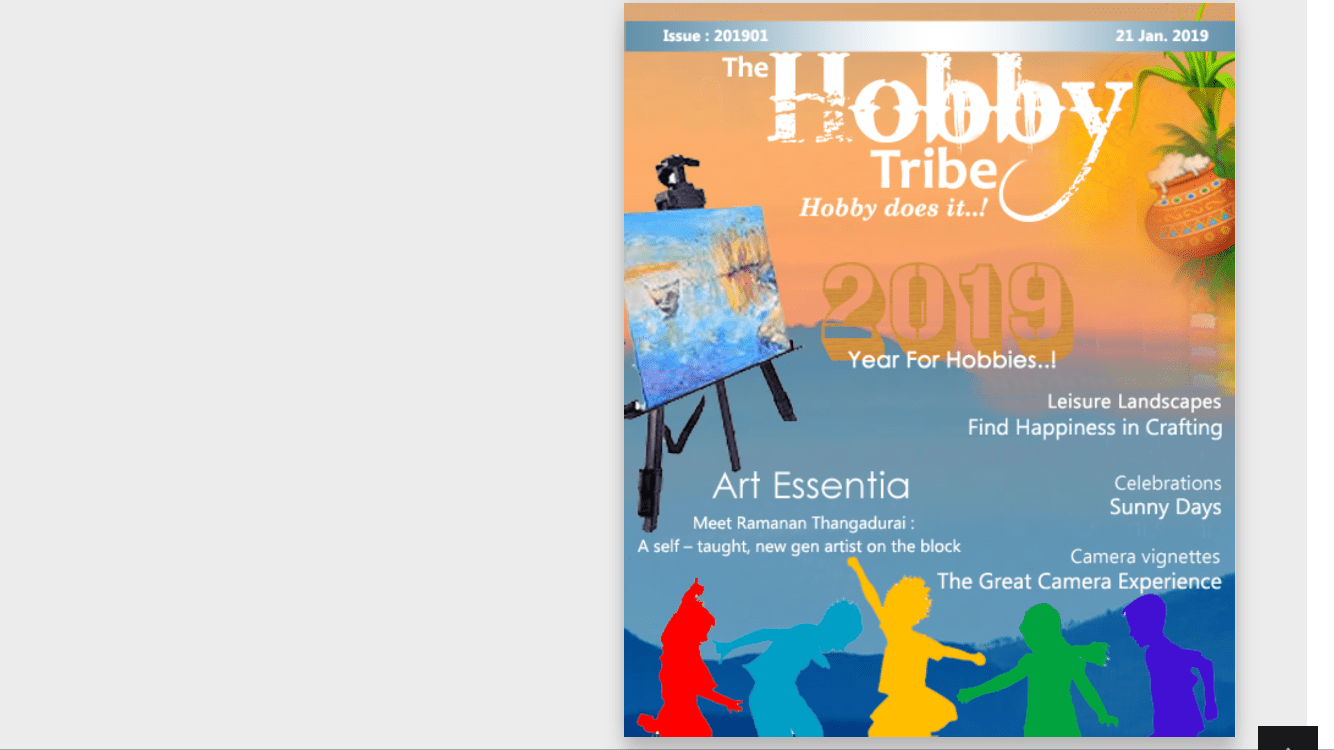 Issue : 201901
21 Jan. 2019
The
Hobby
Tribe
Hobby does it..!
2019
Year For Hobbies..!
Leisure Landscapes
Find Happiness in Crafting
Art Essentia
Meet Ramanan Thangadurai :
A self – taught, new gen artist on the block
Celebrations
Sunny Days
Camera vignettes
The Great Camera Experience